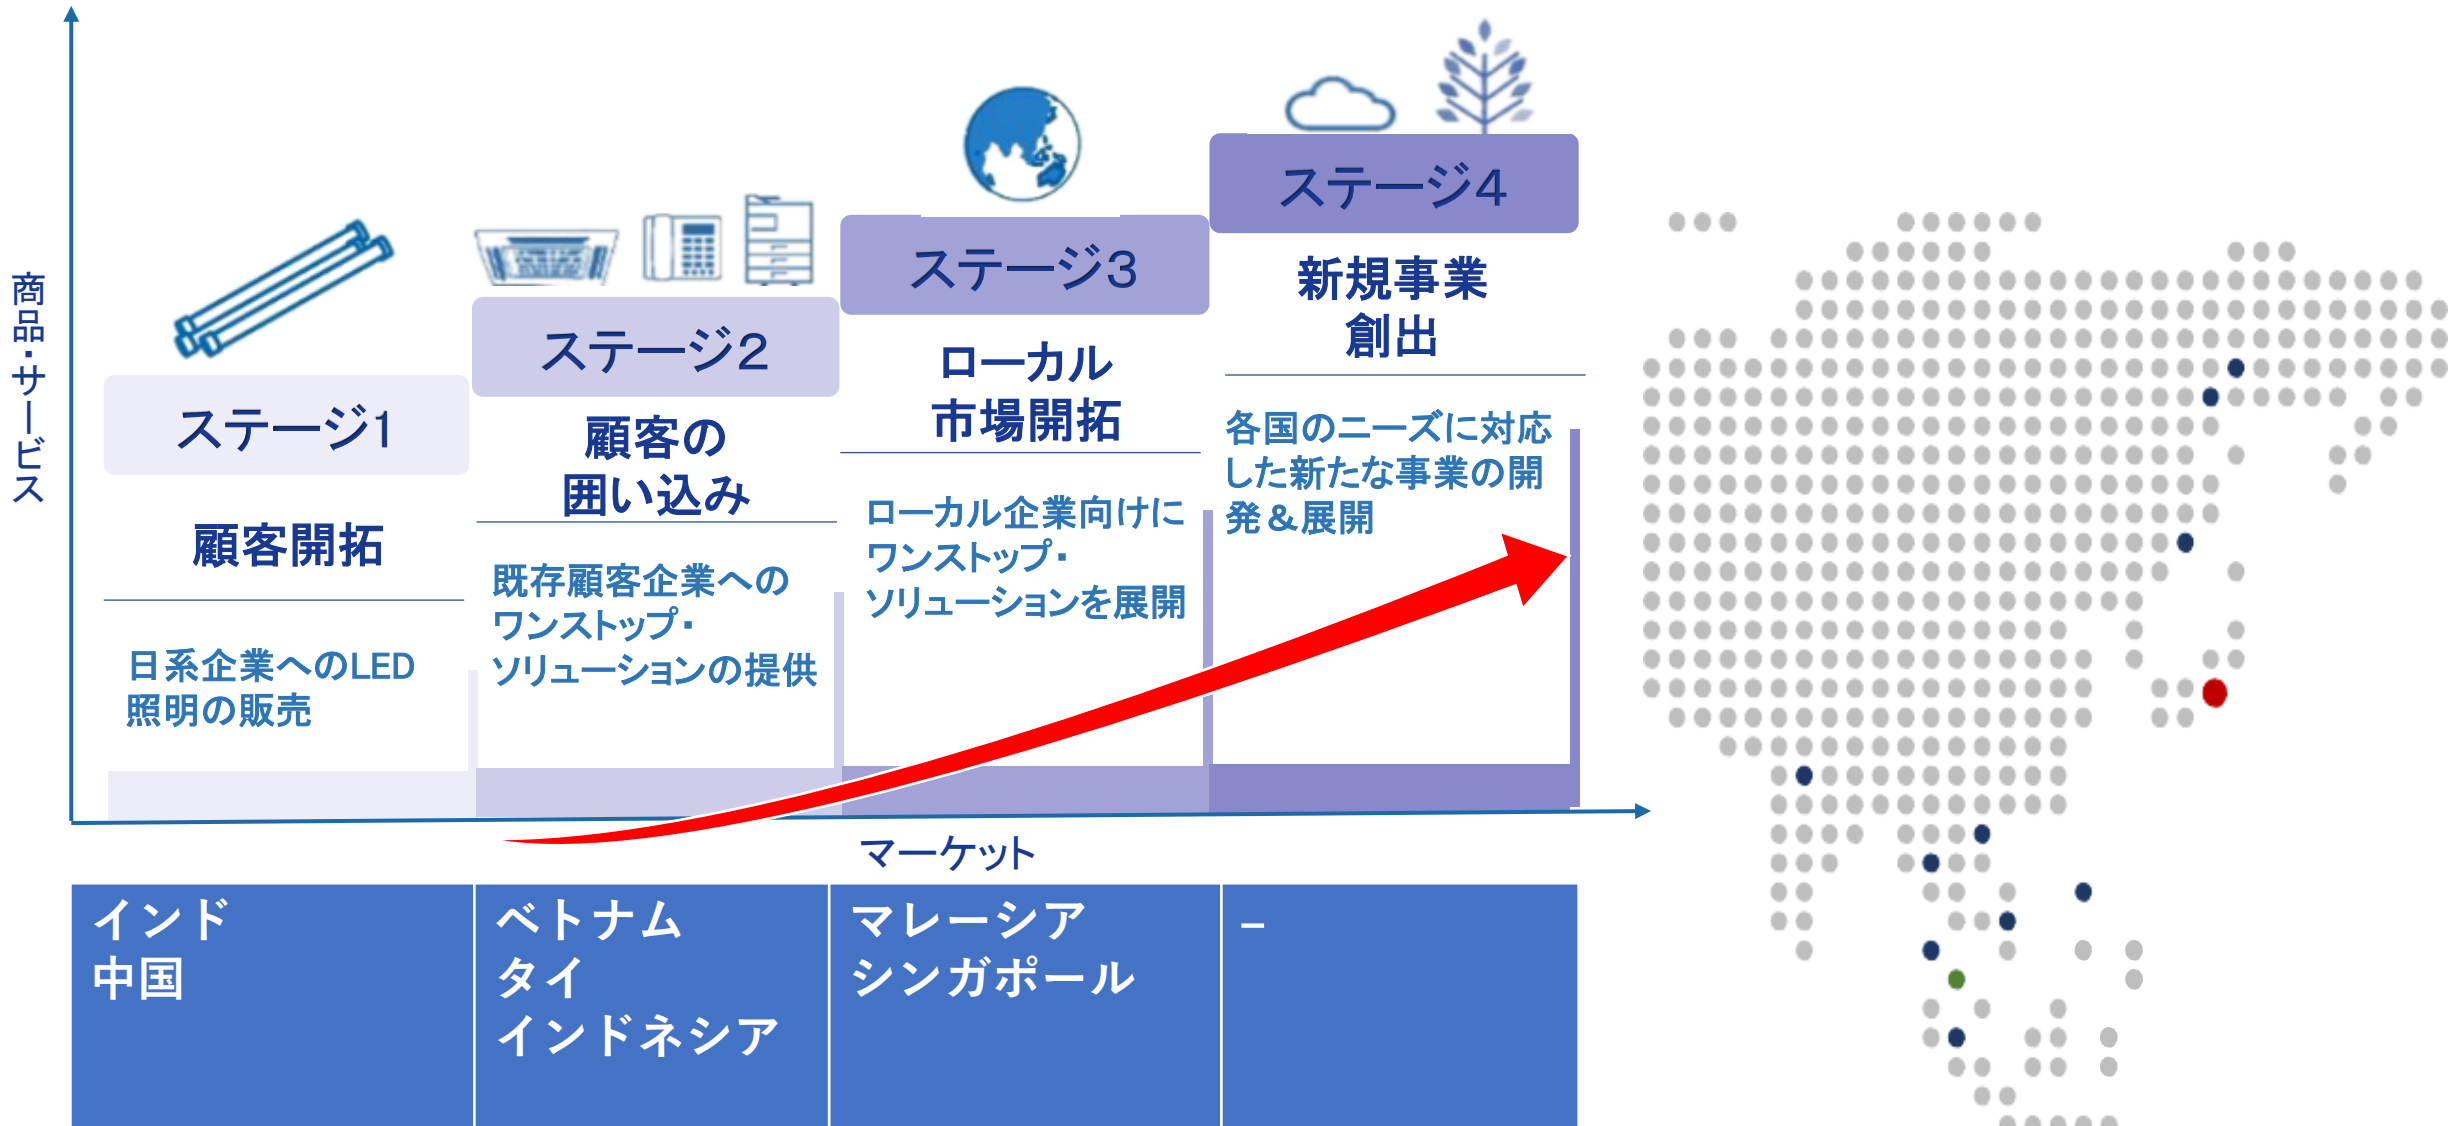 商品・サービス
ステージ1
顧客開拓
日系企業へのLED
照明の販売
ステージ2
顧客の
囲い込み
既存顧客企業への
ワンストップ・
ソリューションの提供
ステージ3
ローカル
市場開拓
ローカル企業向けに
ワンストップ・
ソリューションを展開
ステージ4
新規事業
創出
各国のニーズに対応
した新たな事業の開
発＆展開
マーケット
インド
中国
ベトナム
タイ
インドネシア
マレーシア
シンガポール
–